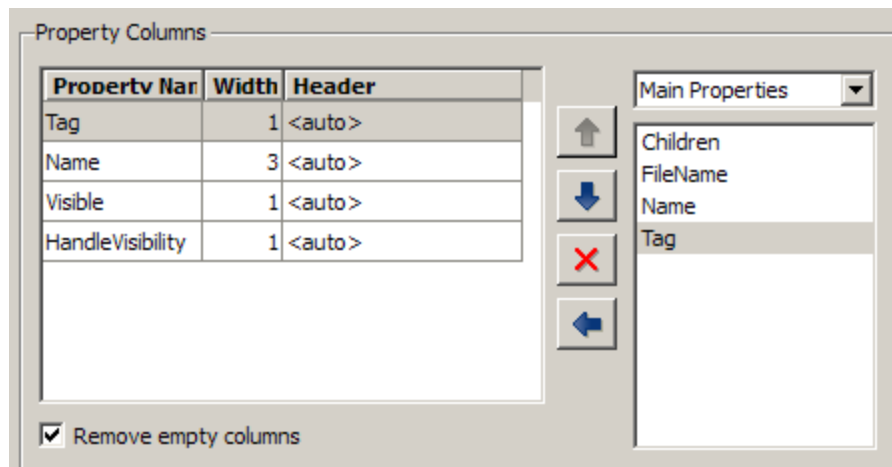 Property Columns
Property Nar Width Header
Main Properties
Tag 1 <auto>
Name 3 <auto>
Visible 1 <auto>
HandleVisibility 1 <auto>
Children
FileName
Name
Tag
Remove empty columns